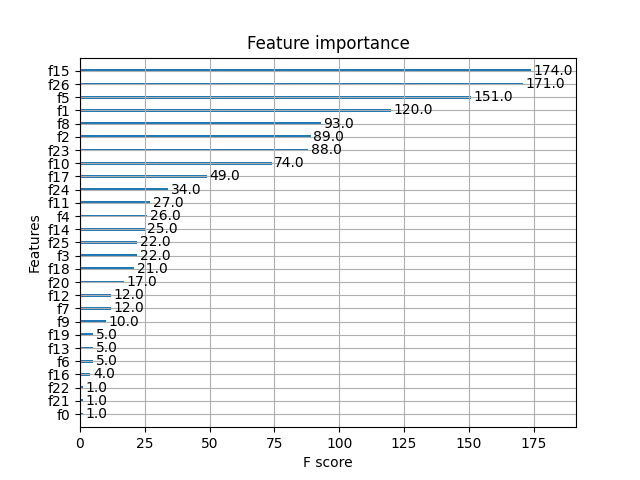 Feature importance
f15 174.0
f26 171.0
f5 151.0
f1 120.0
f8 93.0
f2 89.0
f23 88.0
f10 74.0
f17 49.0
f24 34.0
f11 27.0
f4 26.0
f14 25.0
f25 22.0
f3 22.0
f18 21.0
f20 17.0
f12 12.0
f7 12.0
f9 10.0
f19 5.0
f13 5.0
f6 5.0
f16 4.0
f22 1.0
f21 1.0
f0 1.0
Features
0 25 50 75 100 125 150 175
F score